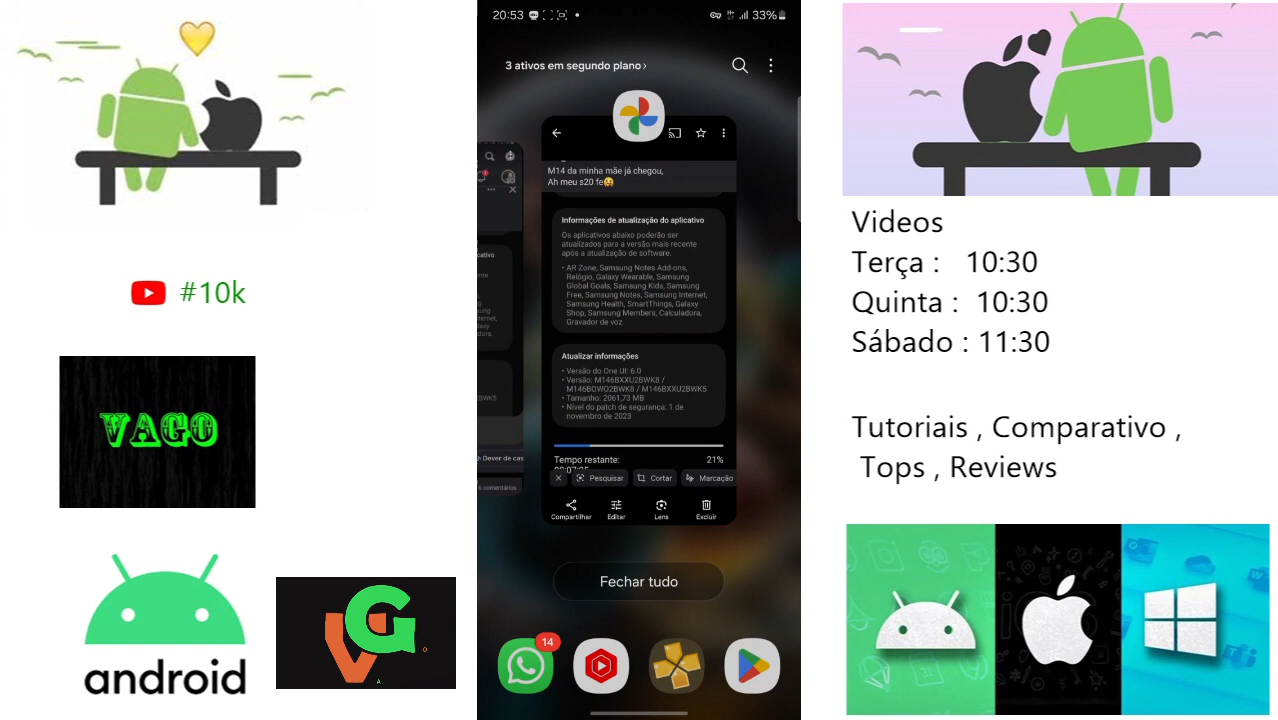 #10k
VAGO
android
VG
A
O
20:53
33%
3 ativos em segundo plano
M14 da minha mãe já chegou,
Ah meu s20 fe
Informações de atualização do aplicativo
Os aplicativos abaixo poderão ser
atualizados para a versão mais recente
após a atualização de software.
• AR Zone, Samsung Notes Add-ons,
Relógio, Galaxy Wearable, Samsung
Global Goals, Samsung Kids, Samsung
Free, Samsung Notes, Samsung Internet,
Samsung Health, SmartThings, Galaxy
Shop, Samsung Members, Calculadora,
Gravador de voz
Atualizar informações
• Versão do One UI: 6.0
• Versão: M146BXXU2BWK8 /
M146BOWO2BWK8 / M146BXXU2BWK5
• Tamanho: 2061,73 MB
• Nível do patch de segurança: 1 de
novembro de 2023
Tempo restante:
21%
Pesquisar
Cortar
Marcação
Compartilhar
Editar
Lens
Excluir
Dever de cas
6 comentários
Fechar tudo
14
Videos
Terça : 10:30
Quinta : 10:30
Sábado : 11:30
Tutoriais , Comparativo ,
Tops , Reviews